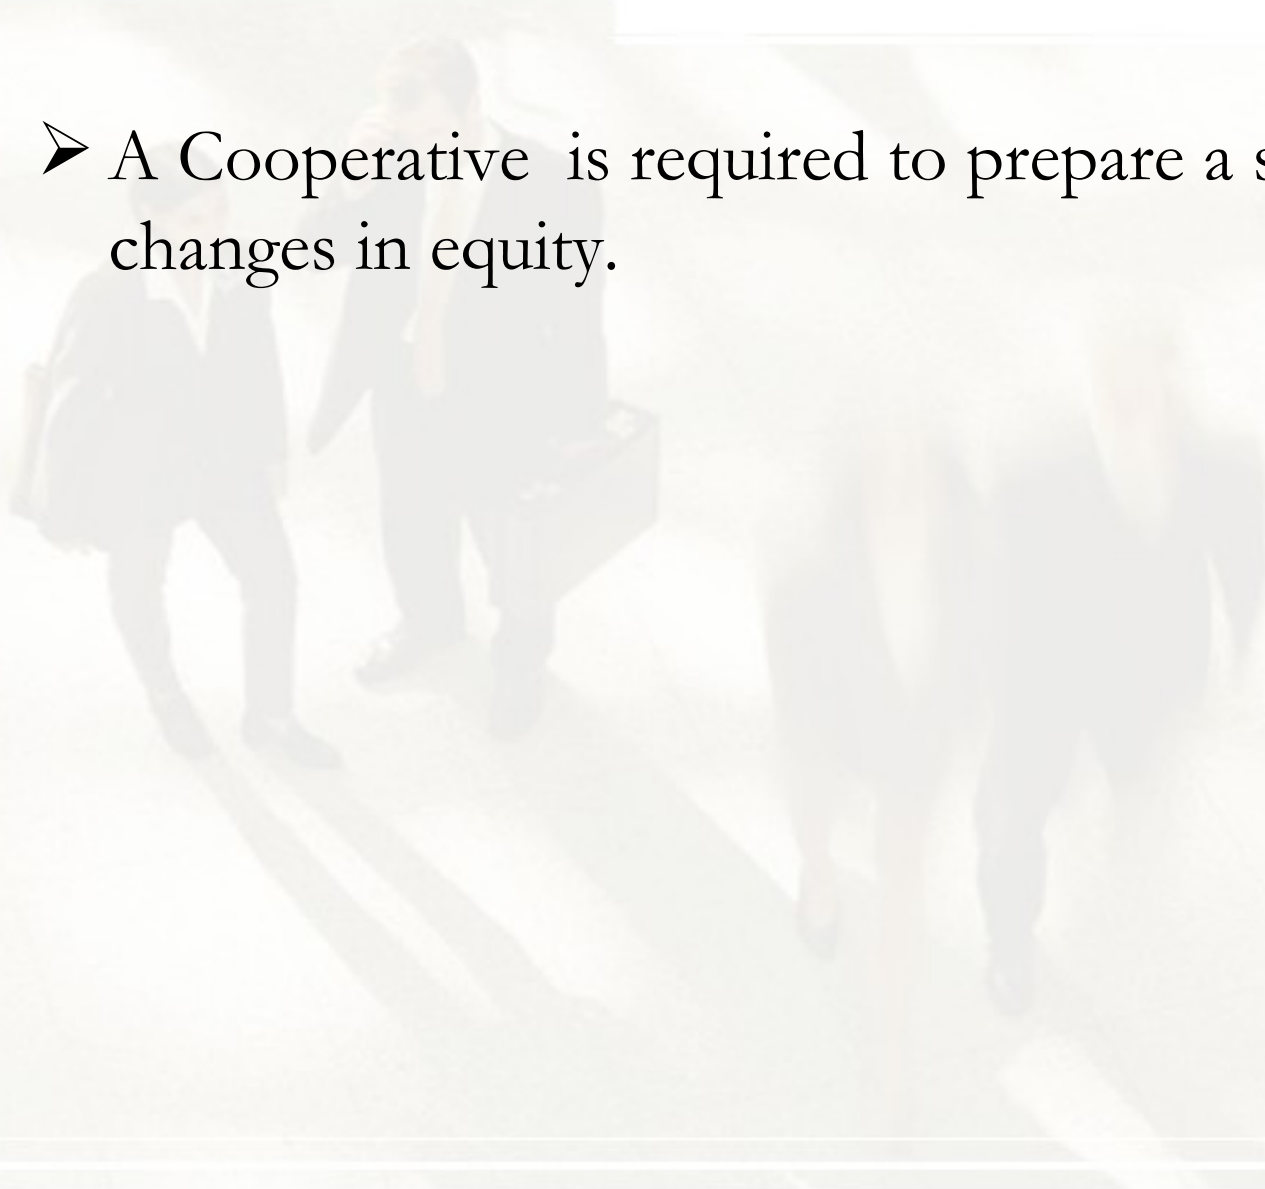 ➢ A Cooperative is required to prepare a
changes in equity.